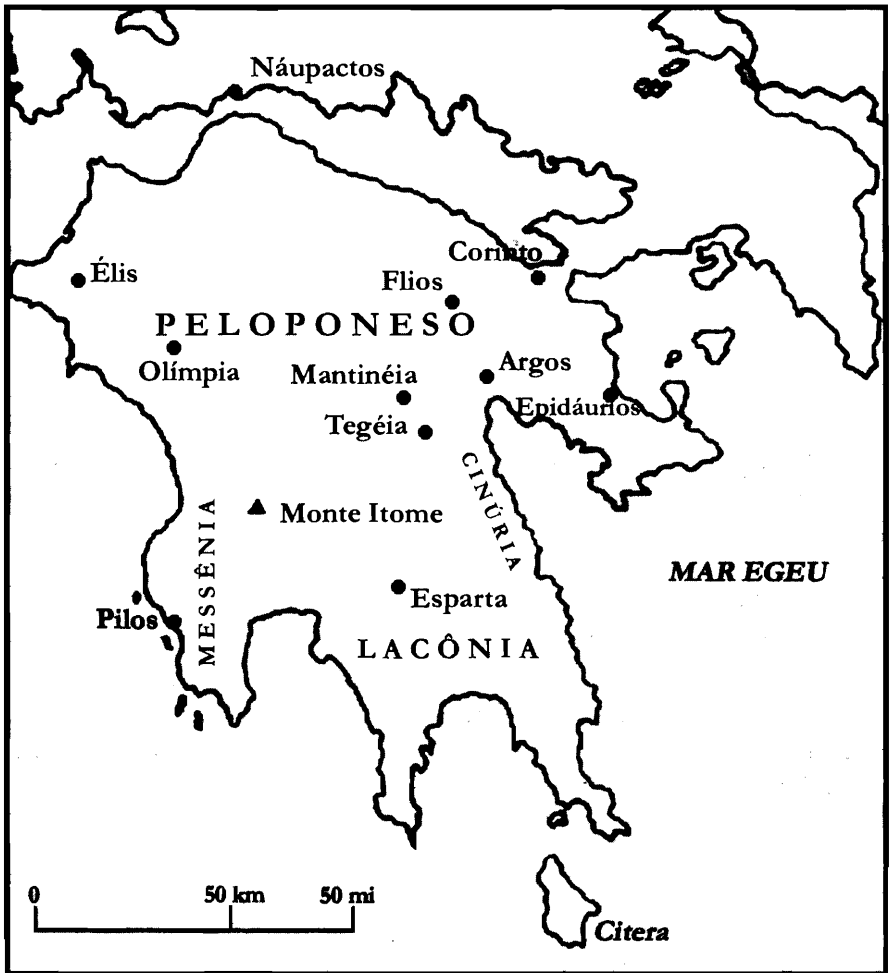 Náupactos
Corinto
Élis
Flios
PELOPONESO
Olímpia
Mantinéia
Argos
Epidáurios
Tegéia
CINÚRIA
Monte Itome
MESSÊNIA
MAR EGEU
Esparta
Pilos
LACÔNIA
0 50 km 50 mi
Citera